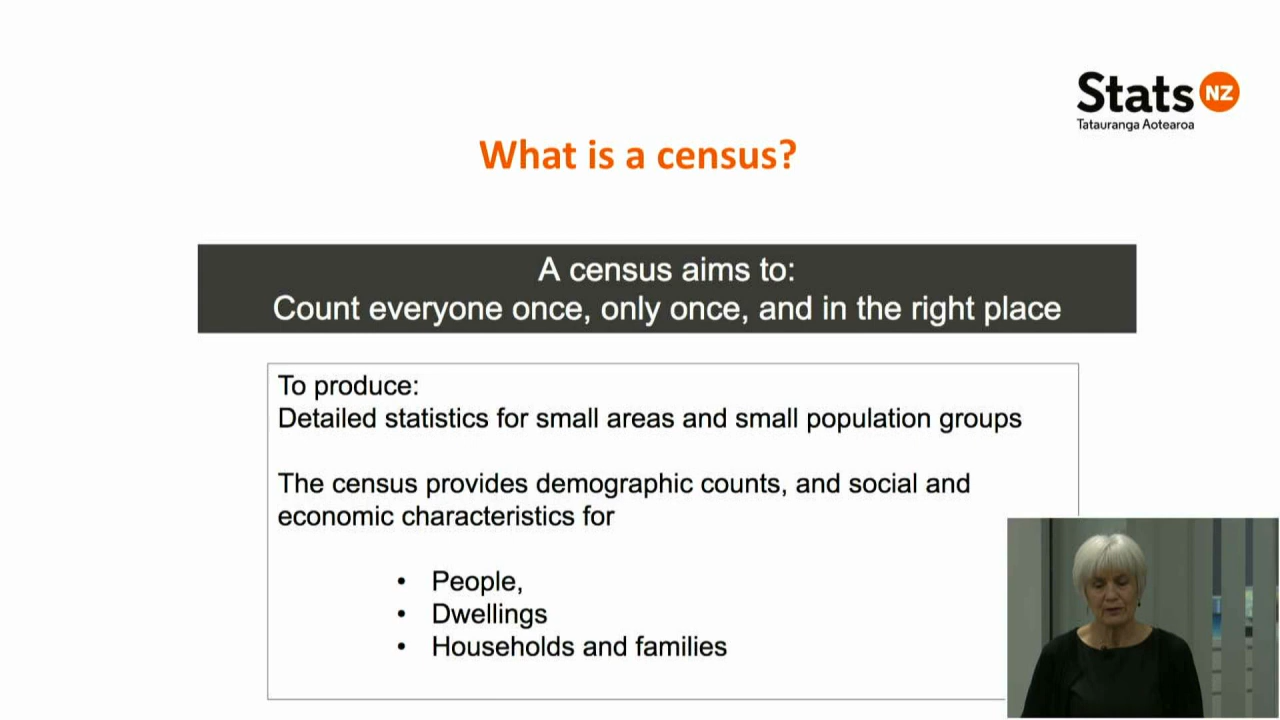 Stats NZ
Tatauranga Aotearoa
What is a census?
A census aims to:
Count everyone once, only once, and in the right place
To produce:
Detailed statistics for small areas and small population groups
The census provides demographic counts, and social and
economic characteristics for
• People,
• Dwellings
• Households and families